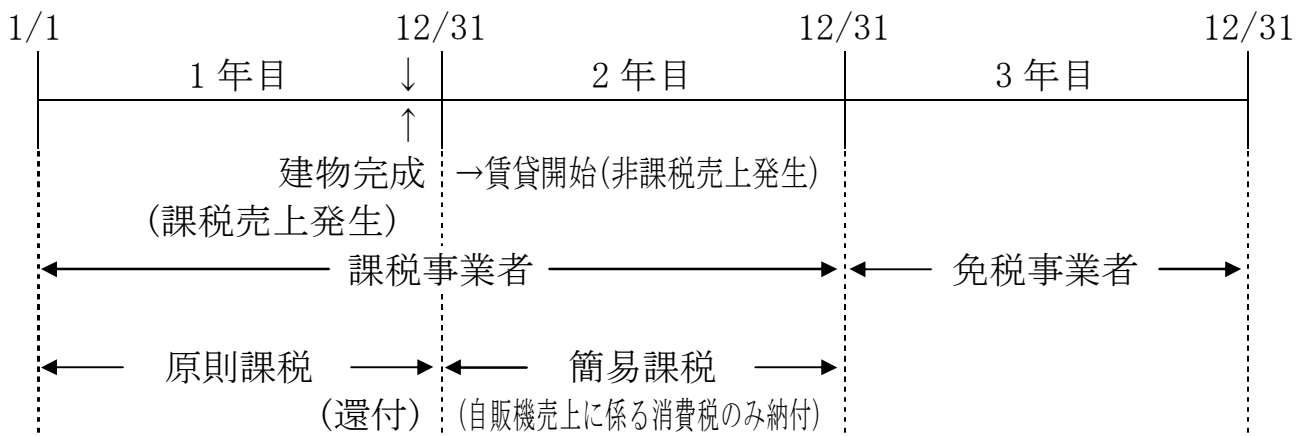 1/1 12/31 12/31 12/31
1年目 ↓ 2年目 3年目
↑
建物完成 →賃貸開始(非課税売上発生)
(課税売上発生)
課税事業者 免税事業者
原則課税 簡易課税
(還付) (自販機売上に係る消費税のみ納付)